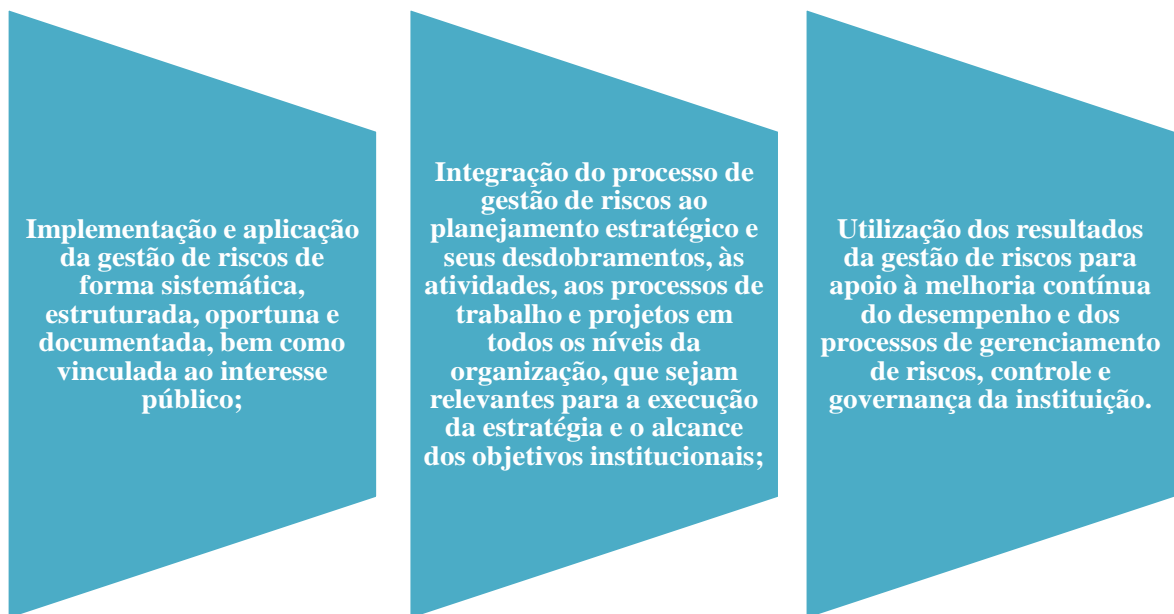 Implementação e aplicação
da gestão de riscos de
forma sistemática,
estruturada, oportuna e
documentada, bem como
vinculada ao interesse
público;
Integração do processo de
gestão de riscos ao
planejamento estratégico e
seus desdobramentos, às
atividades, aos processos de
trabalho e projetos em
todos os níveis da
organização, que sejam
relevantes para a execução
da estratégia e o alcance
dos objetivos institucionais;
Utilização dos resultados
da gestão de riscos para
apoio à melhoria contínua
do desempenho e dos
processos de gerenciamento
de riscos, controle e
governança da instituição.